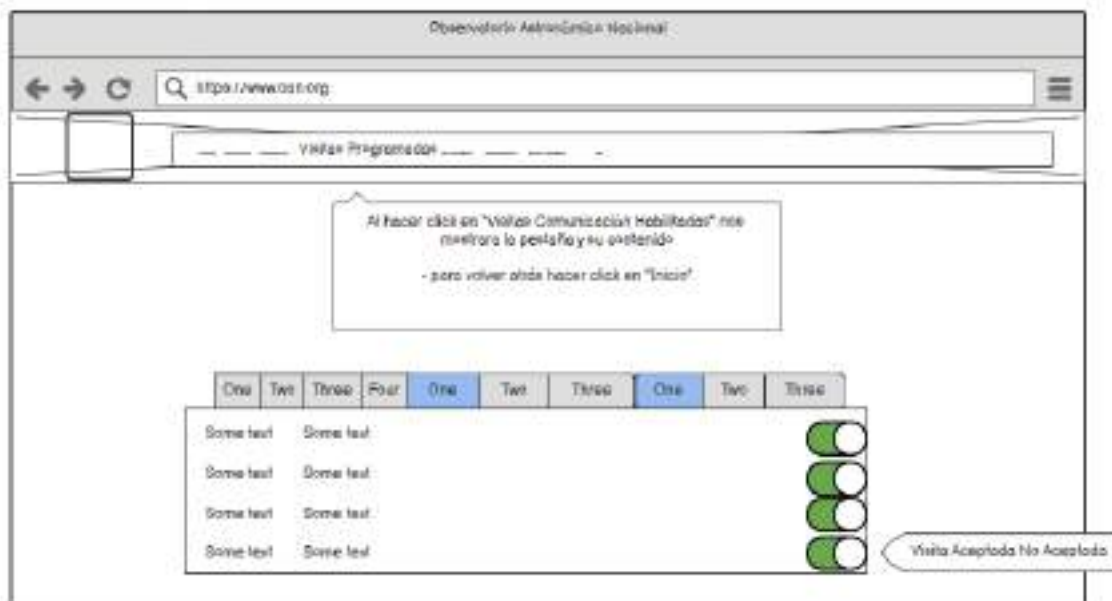 Observatorio Astronómico Nacional
https://www.oan.org
Visitas Programadas
Al hacer click en "Visitas Comunicación Habilitadas" nos
mostrara la pestaña y su contenido
- para volver atrás hacer click en "Inicio"
One Two Three Four One Two Three One Two Three
Some text Some text
Some text Some text
Some text Some text
Some text Some text
Visita Aceptada No Aceptada